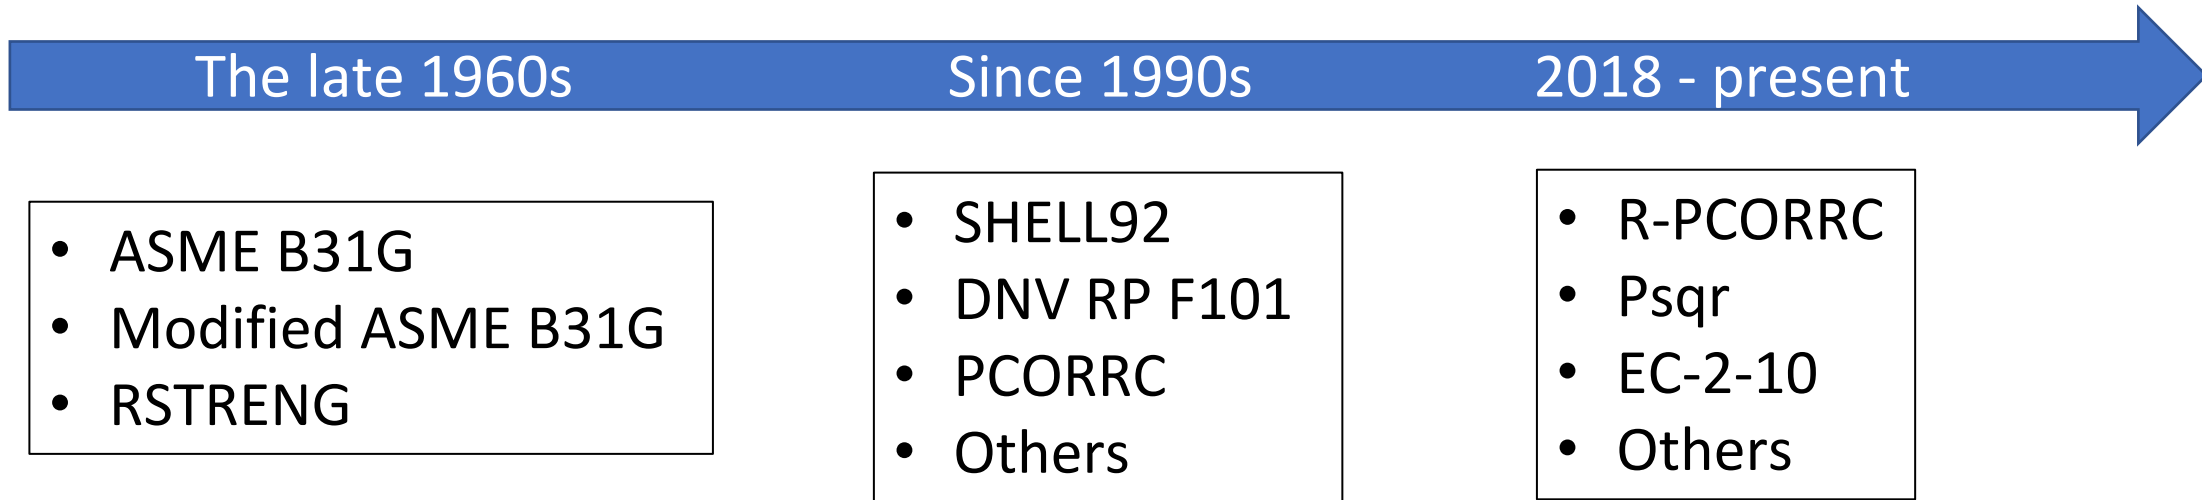 The late 1960s
Since 1990s
2018 - present
• ASME B31G
• Modified ASME B31G
• RSTRENG
• SHELL92
• DNV RP F101
• PCORRC
• Others
• R-PCORRC
• Psqr
• EC-2-10
• Others